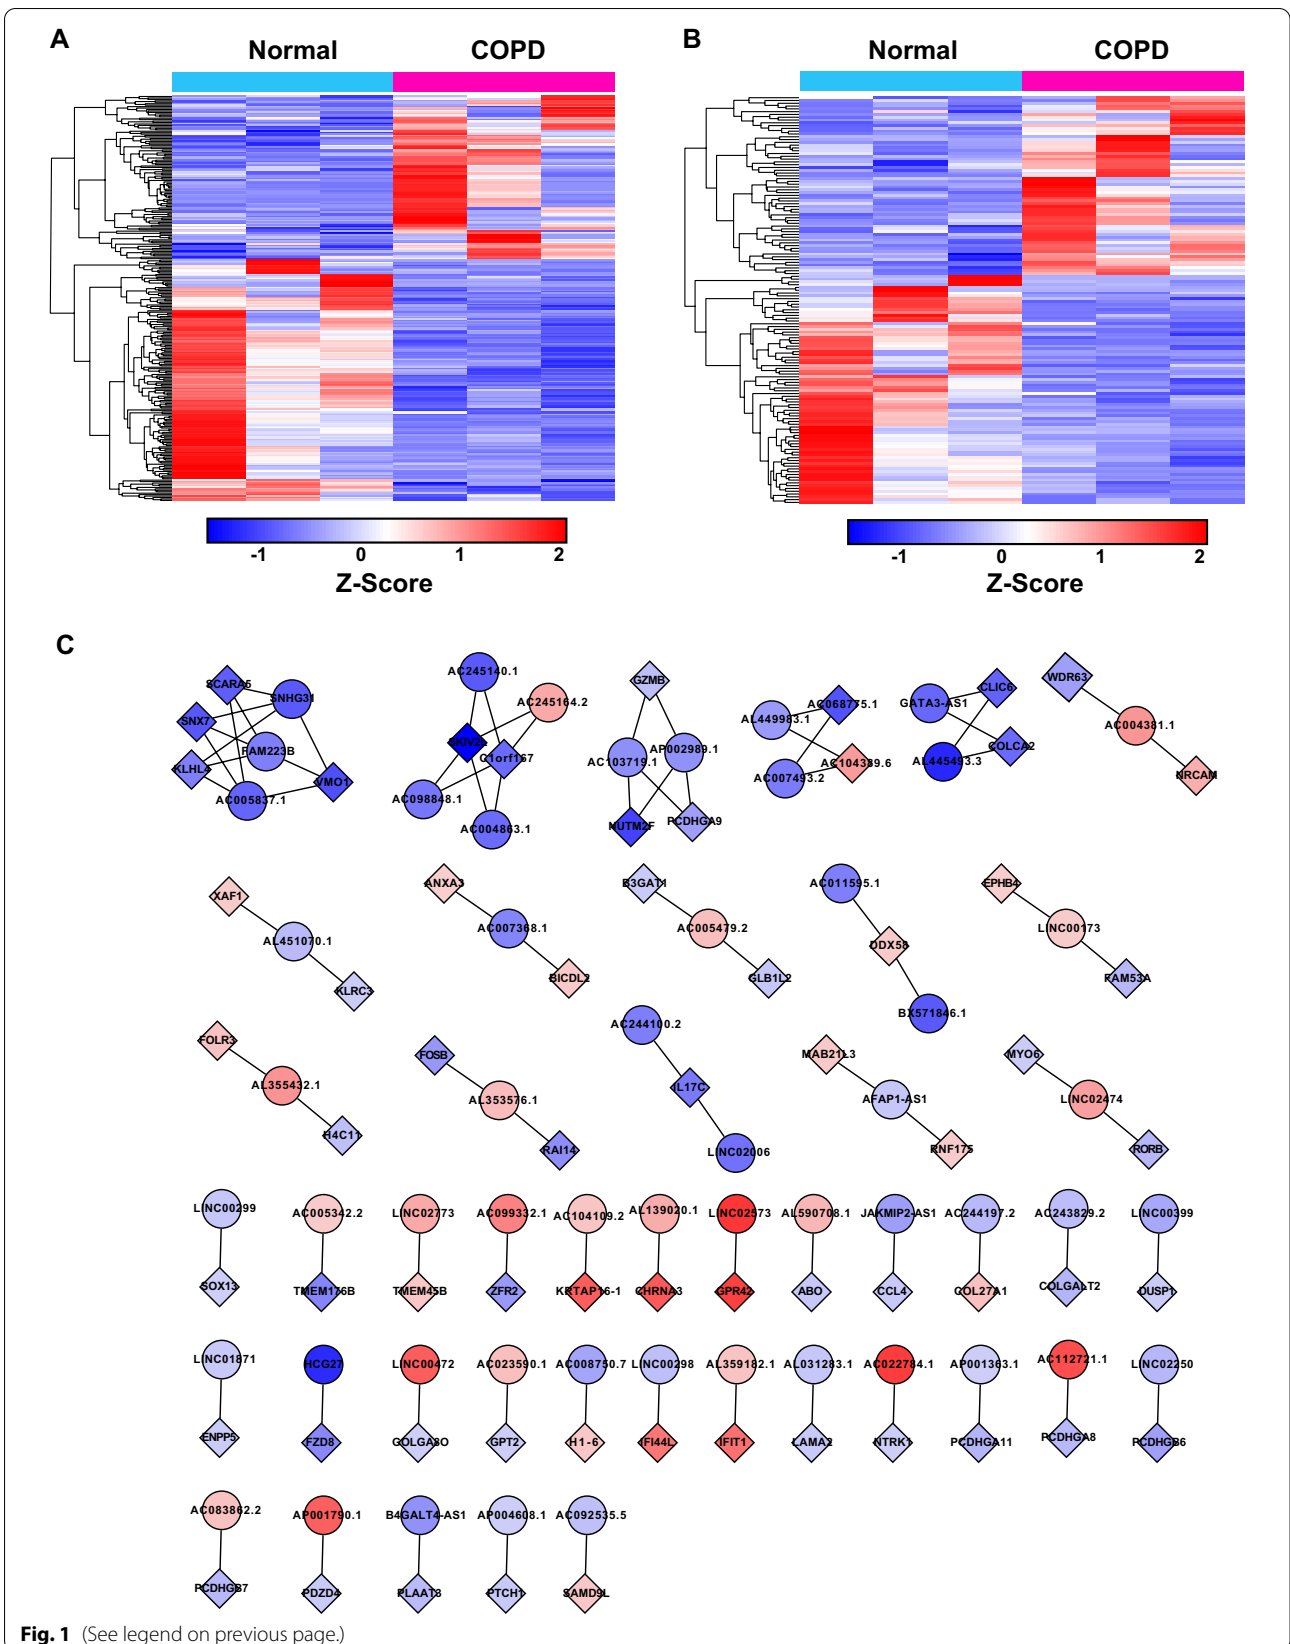 A
Normal
COPD
-1
0
1
2
Z-Score
B
Normal
COPD
-1
0
1
2
Z-Score
C
SCARA5
SNHG31
SNX7
FAM223B
KLHL4
VMO1
AC005837.1
AC245140.1
AC245164.2
SKIV2L
C1orf167
AC098848.1
AC004863.1
GZMB
AC103719.1
AP002989.1
NUTM2F
PCDHGA9
AC068775.1
AL449983.1
AC104389.6
AC007493.2
CLIC6
GATA3-AS1
COLCA2
AL445493.3
WDR63
AC004381.1
NRCAM
XAF1
AL451070.1
KLRC3
ANXA3
AC007368.1
BICDL2
B3GAT1
AC005479.2
GLB1L2
AC011595.1
DDX58
BX571846.1
EPHB4
LINC00173
FAM53A
FOLR3
AL355432.1
H4C11
FOSB
AL353576.1
RAI14
AC244100.2
IL17C
LINC02006
MAB21L3
AFAP1-AS1
RNF175
MYO6
LINC02474
RORB
LINC00299 AC005342.2 LINC02773 AC099332.1 AC104109.2 AL139020.1 LINC02573 AL590708.1 JAKMIP2-AS1 AC244197.2 AC243829.2 LINC00399
SOX13 TMEM176B TMEM45B ZFR2 KRTAP16-1 CHRNA3 GPR42 ABO CCL4 COL27A1 COLGALT2 DUSP1
LINC01871 HCG27 LINC00472 AC023590.1 AC008750.7 LINC00298 AL359182.1 AL031283.1 AC022784.1 AP001363.1 AC112721.1 LINC02250
ENPP5 FZD8 GOLGA8O GPT2 H1-6 IFI44L IFIT1 LAMA2 NTRK1 PCDHGA11 PCDHGA8 PCDHGB6
AC083862.2 AP001790.1 B4GALT4-AS1 AP004608.1 AC092535.5
PCDHGB7 PDZD4 PLAAT3 PTCH1 SAMD9L
Fig. 1 (See legend on previous page.)